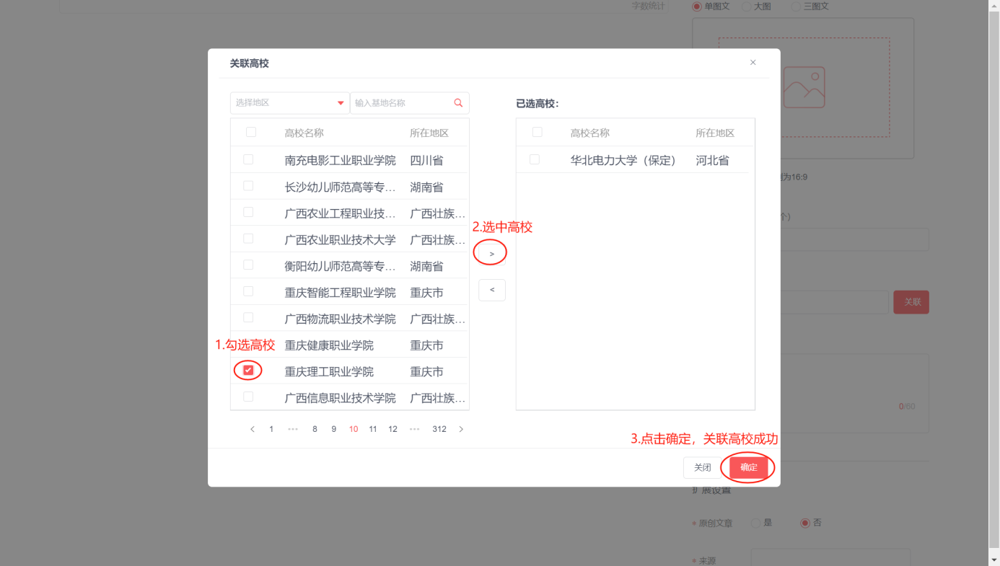 字数统计
单图文 大图 三图文
关联高校 ×
选择地区 输入基地名称
已选高校:
高校名称 所在地区
南充电影工业职业学院 四川省
长沙幼儿师范高等专... 湖南省
广西农业工程职业技... 广西壮族...
广西农业职业技术大学 广西壮族...
衡阳幼儿师范高等专... 湖南省
重庆智能工程职业学院 重庆市
广西物流职业技术学院 广西壮族...
重庆健康职业学院 重庆市
重庆理工职业学院 重庆市
广西信息职业技术学院 广西壮族...
< 1 ··· 8 9 10 11 12 ··· 312 >
1.勾选高校
2.选中高校
>
<
高校名称 所在地区
华北电力大学（保定） 河北省
3.点击确定，关联高校成功
关闭 确定
为16:9
个)
关联
0/60
扩展设置
* 原创文章 是 否
* 来源